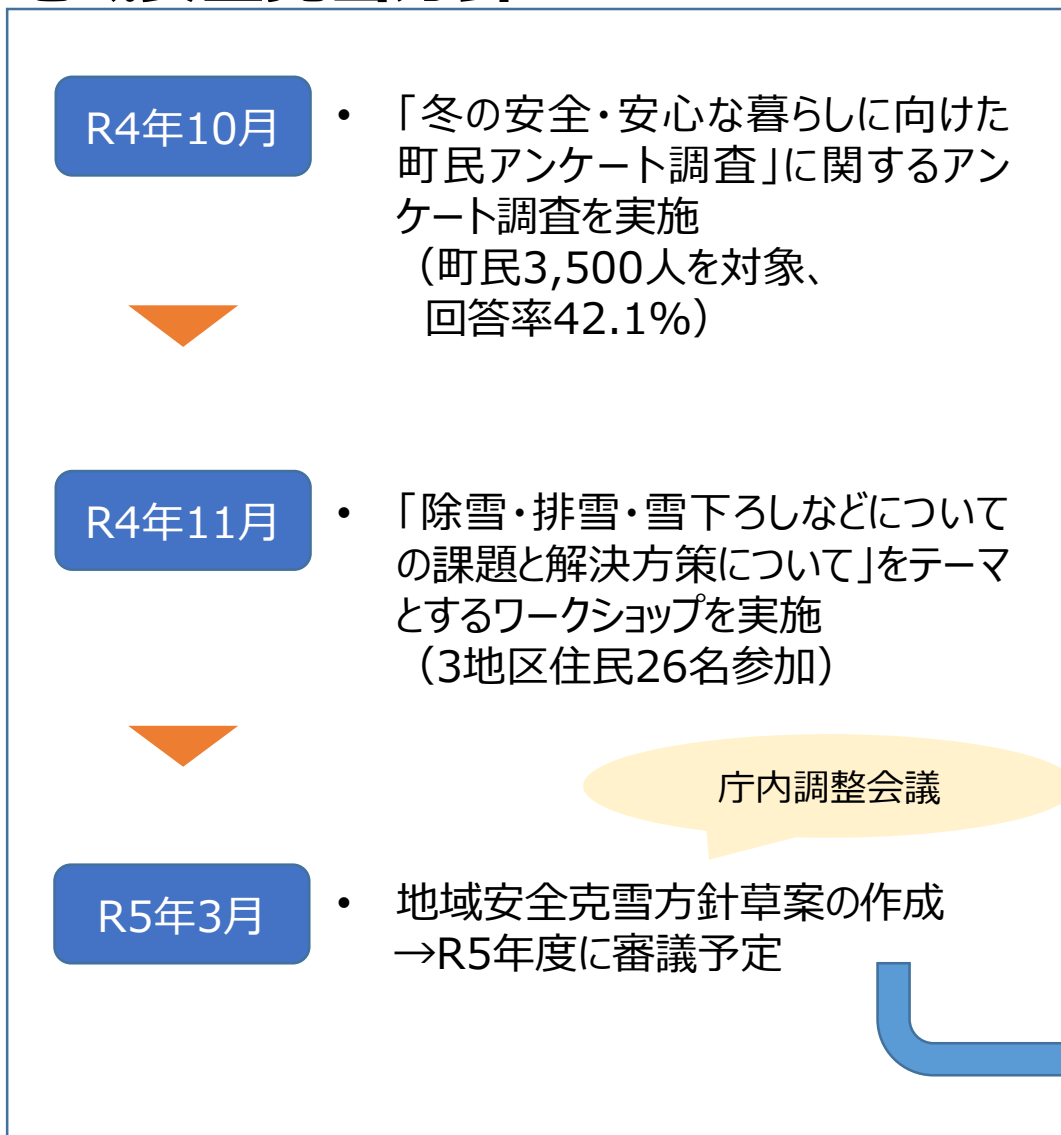 R4年10月
• 「冬の安全・安心な暮らしに向けた
町民アンケート調査」に関するアン
ケート調査を実施
（町民3,500人を対象、
回答率42.1%）
R4年11月
• 「除雪・排雪・雪下ろしなどについて
の課題と解決方策について」をテーマ
とするワークショップを実施
（3地区住民26名参加）
庁内調整会議
R5年3月
• 地域安全克雪方針草案の作成
→R5年度に審議予定